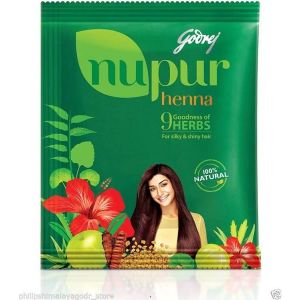 Godrej
nupur
henna
9 Goodness of
HERBS
For silky & shiny hair
100%
NATURAL